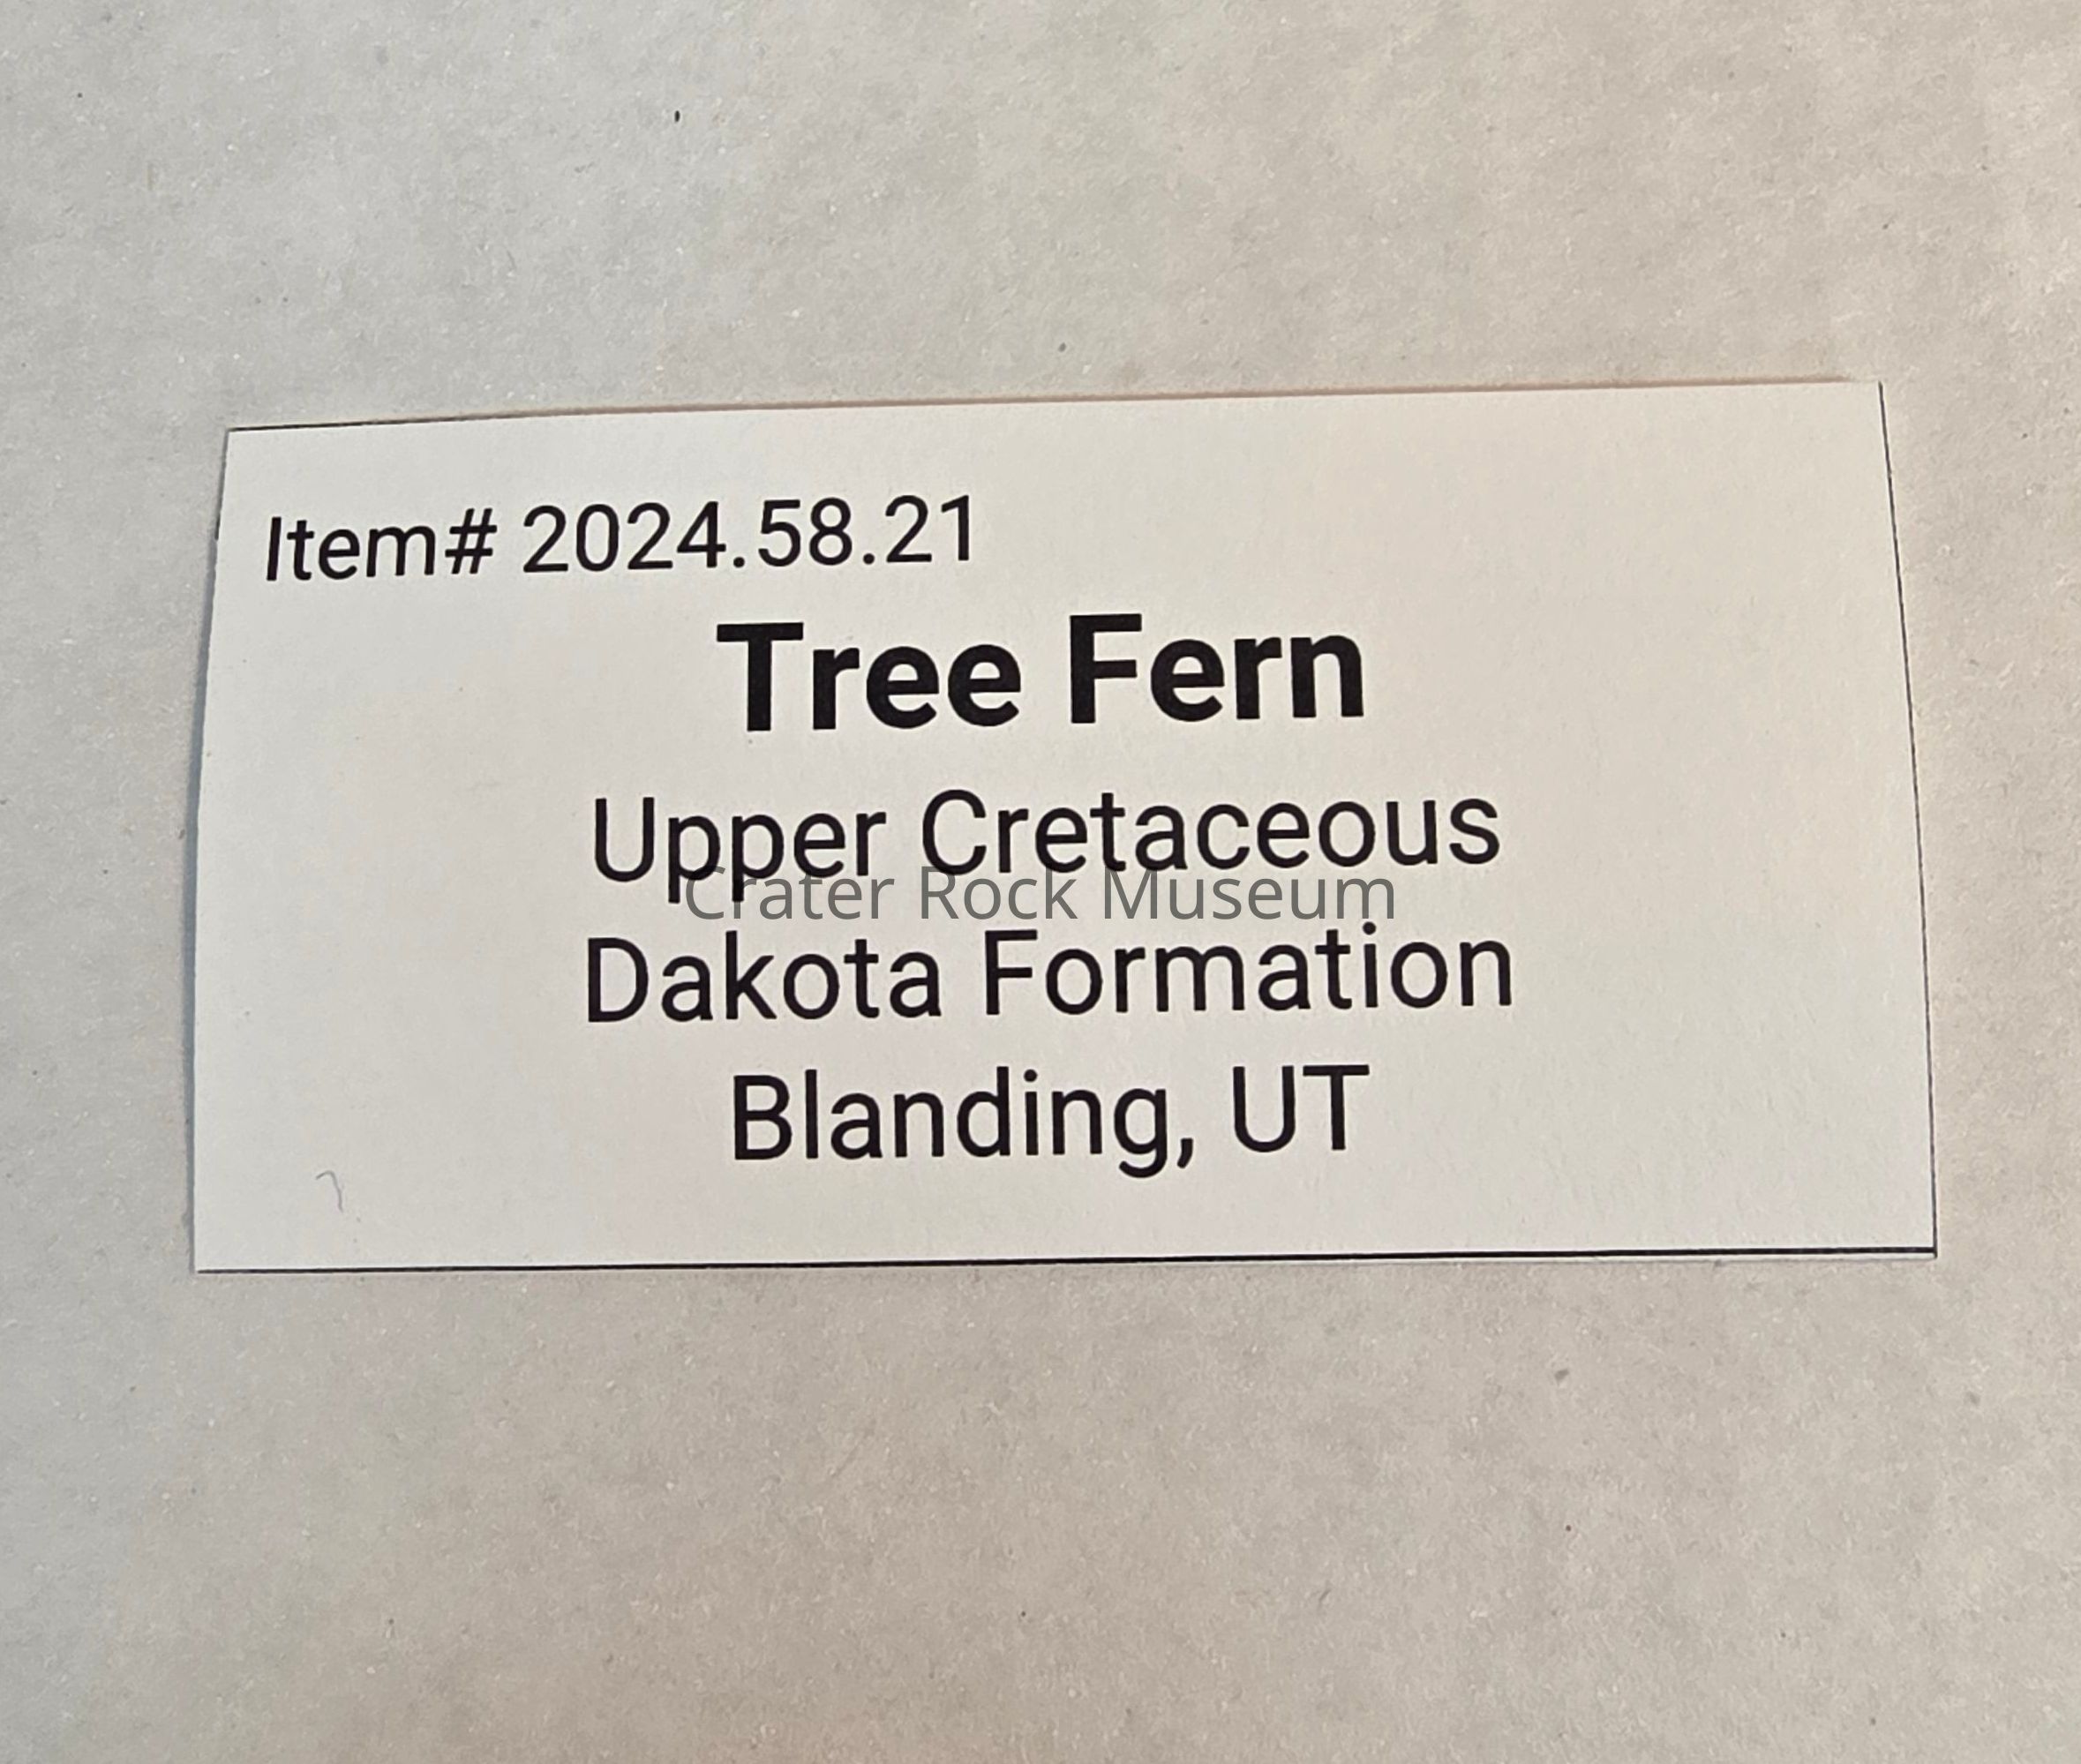 Item# 2024.58.21
Tree Fern
Upper Cretaceous
Crater Rock Museum
Dakota Formation
Blanding, UT